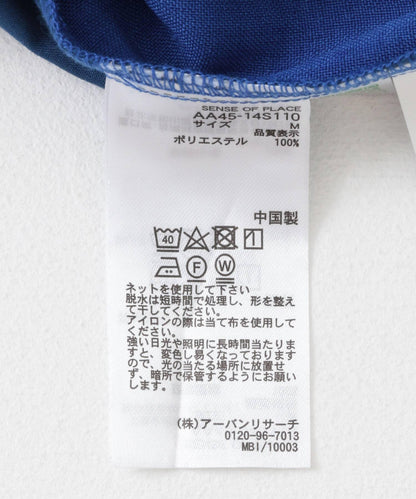 SENSE OF PLACE
AA45-14S110
サイズ M
品質表示
ポリエステル 100%
中国製
40
F W
ネットを使用して下さい
脱水は短時間で処理し、形を整え
て干してください。
アイロンの際は当て布を使用して
強い日光や照明に長時間当たりま
すと、変色し易くなっております
ので、光の当たる場所に放置せ
ず、暗所で保管するようにお願い
します。
(株)アーバンリサーチ
0120-96-7013
MBI/10003